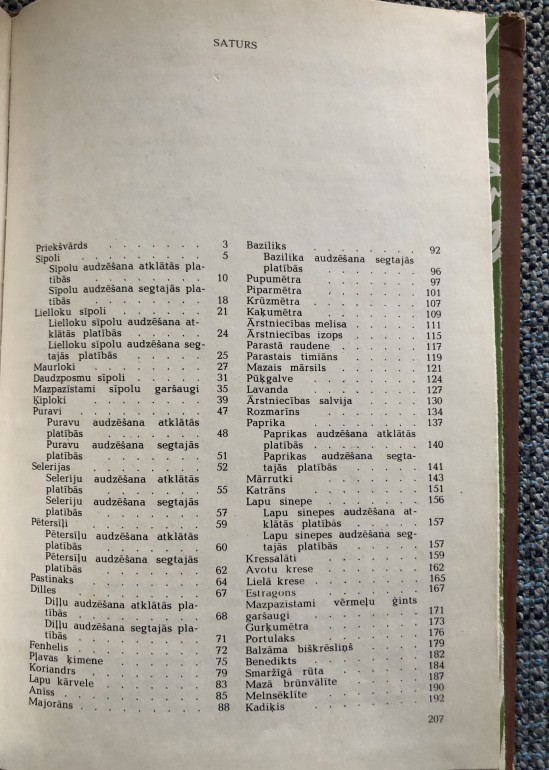 SATURS
Priekšvārds . . . . . . . 3
Sīpoli . . . . . . . 5
Sīpolu audzēšana atklātās pla-
tībās . . . . . . . 10
Sīpolu audzēšana segtajās pla-
tībās . . . . . . . 18
Lielloku sīpoli . . . . . . . 21
Lielloku sīpolu audzēšana at-
klātās platībās . . . . . . . 24
Lielloku sīpolu audzēšana seg-
tajās platībās . . . . . . . 25
Maurloki . . . . . . . 27
Daudzposmu sīpoli . . . . . . . 31
Mazpazīstami sīpolu garšaugi 35
Ķiploki . . . . . . . 39
Puravi . . . . . . . 47
Puravu audzēšana atklātās
platībās . . . . . . . 48
Puravu audzēšana segtajās
platībās . . . . . . . 51
Selerijas . . . . . . . 52
Seleriju audzēšana atklātās
platībās . . . . . . . 55
Seleriju audzēšana segtajās
platībās . . . . . . . 57
Pētersīļi . . . . . . . 59
Pētersīļu audzēšana atklātās
platībās . . . . . . . 60
Pētersīļu audzēšana segtajās
platībās . . . . . . . 62
Pastinaks . . . . . . . 64
Dilles . . . . . . . 67
Diļļu audzēšana atklātās pla-
tībās . . . . . . . 68
Diļļu audzēšana segtajās pla-
tībās . . . . . . . 71
Fenhelis . . . . . . . 72
Pļavas ķimene . . . . . . . 75
Koriandrs . . . . . . . 79
Lapu kārvele . . . . . . . 83
Anīss . . . . . . . 85
Majorāns . . . . . . . 88
Baziliks . . . . . . . 92
Bazilika audzēšana segtajās
platībās . . . . . . . 96
Pupumētra . . . . . . . 97
Piparmētra . . . . . . . 101
Krūzmētra . . . . . . . 107
Kaķumētra . . . . . . . 109
Ārstniecības melisa . . . . . . . 111
Ārstniecības izops . . . . . . . 115
Parastā raudene . . . . . . . 117
Parastais timiāns . . . . . . . 119
Mazais mārsils . . . . . . . 121
Pūķgalve . . . . . . . 124
Lavanda . . . . . . . 127
Ārstniecības salvija . . . . . . . 130
Rozmarīns . . . . . . . 134
Paprika . . . . . . . 137
Paprikas audzēšana atklātās
platībās . . . . . . . 140
Paprikas audzēšana segta-
tajās platībās . . . . . . . 141
Mārrutki . . . . . . . 143
Katrāns . . . . . . . 151
Lapu sinepe . . . . . . . 156
Lapu sinepes audzēšana at-
klātās platībās . . . . . . . 157
Lapu sinepes audzēšana seg-
tajās platībās . . . . . . . 157
Kressalāti . . . . . . . 159
Avotu krese . . . . . . . 162
Lielā krese . . . . . . . 165
Estragons . . . . . . . 167
Mazpazīstami vērmeļu ģints
garšaugi . . . . . . . 171
Gurķumētra . . . . . . . 173
Portulaks . . . . . . . 176
Balzāma biškrēsliņš . . . . . . . 179
Benedikts . . . . . . . 182
Smaržīgā rūta . . . . . . . 184
Mazā brūnvālīte . . . . . . . 187
Melnsēklīte . . . . . . . 190
Kadiķis . . . . . . . 192
207